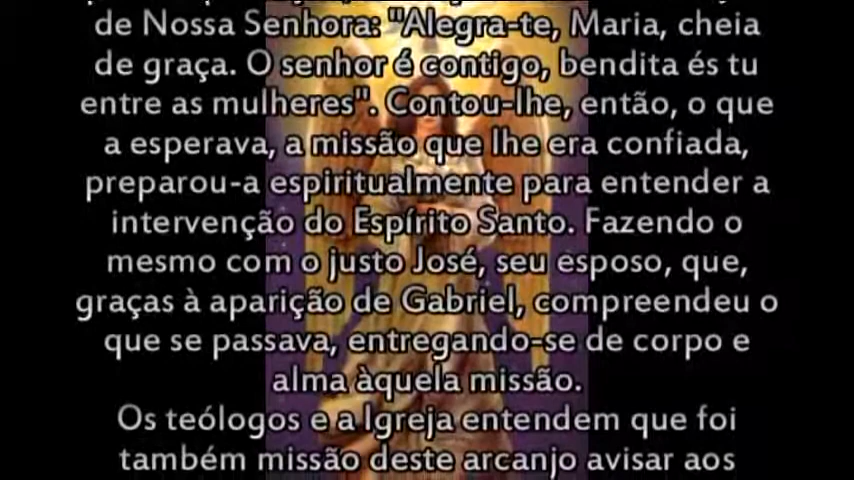 de Nossa Senhora: "Alegra-te, Maria, cheia
de graça. O senhor é contigo, bendita és tu
entre as mulheres". Contou-lhe, então, o que
a esperava, a missão que lhe era confiada,
preparou-a espiritualmente para entender a
intervenção do Espírito Santo. Fazendo o
mesmo com o justo José, seu esposo, que,
graças à aparição de Gabriel, compreendeu o
que se passava, entregando-se de corpo e
alma àquela missão.
Os teólogos e a Igreja entendem que foi
também missão deste arcanjo avisar aos